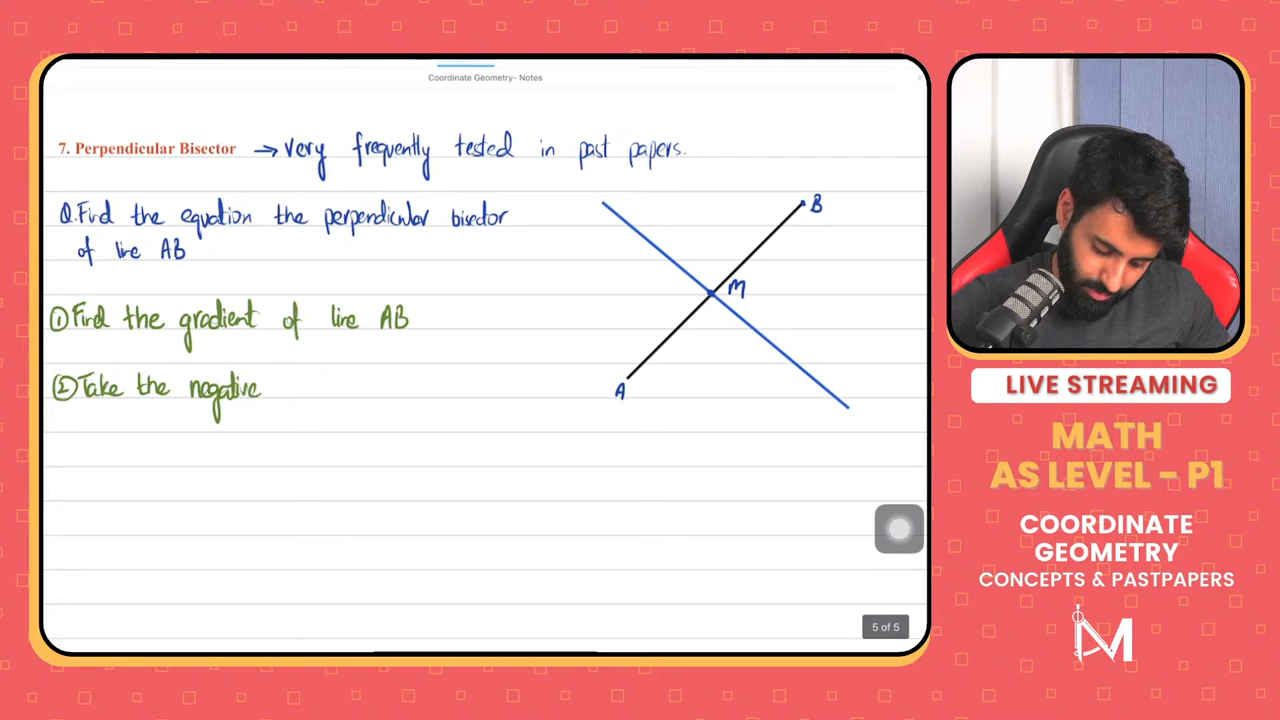 Coordinate Geometry- Notes
7. Perpendicular Bisector → very frequently tested in past papers.
Q. Find the equation the perpendicular bisector
of line AB
① Find the gradient of line AB
② Take the negative
B
M
A
5 of 5
LIVE STREAMING
MATH
AS LEVEL - P1
COORDINATE
GEOMETRY
CONCEPTS & PASTPAPERS
M